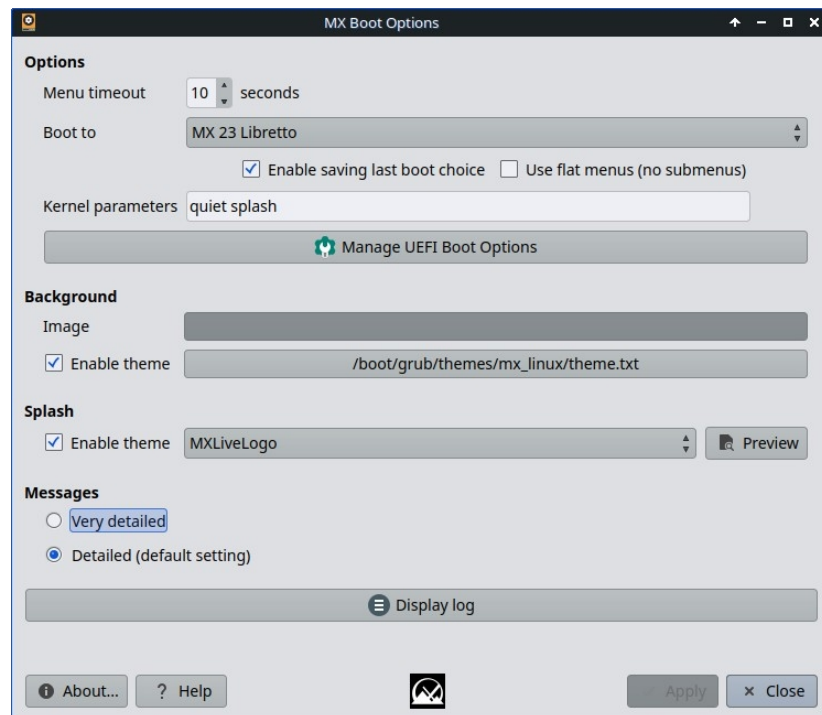 MX Boot Options
Options
Menu timeout 10 seconds
Boot to MX 23 Libretto
Enable saving last boot choice Use flat menus (no submenus)
Kernel parameters quiet splash
Manage UEFI Boot Options
Background
Image
Enable theme /boot/grub/themes/mx_linux/theme.txt
Splash
Enable theme MXLiveLogo Preview
Messages
Very detailed
Detailed (default setting)
Display log
About... ? Help Apply Close